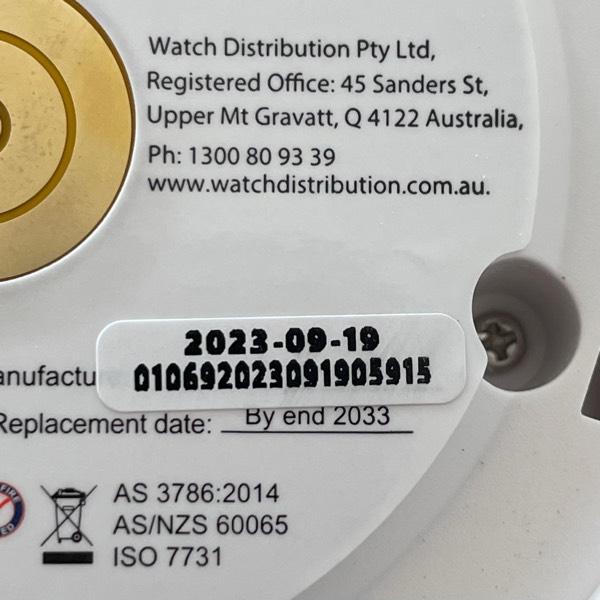 Watch Distribution Pty Ltd,
Registered Office: 45 Sanders St,
Upper Mt Gravatt, Q 4122 Australia,
Ph: 1300 80 93 39
www.watchdistribution.com.au.
2023-09-19
010692023091905915
anufactu
Replacement date: By end 2033
AS 3786:2014
AS/NZS 60065
ISO 7731